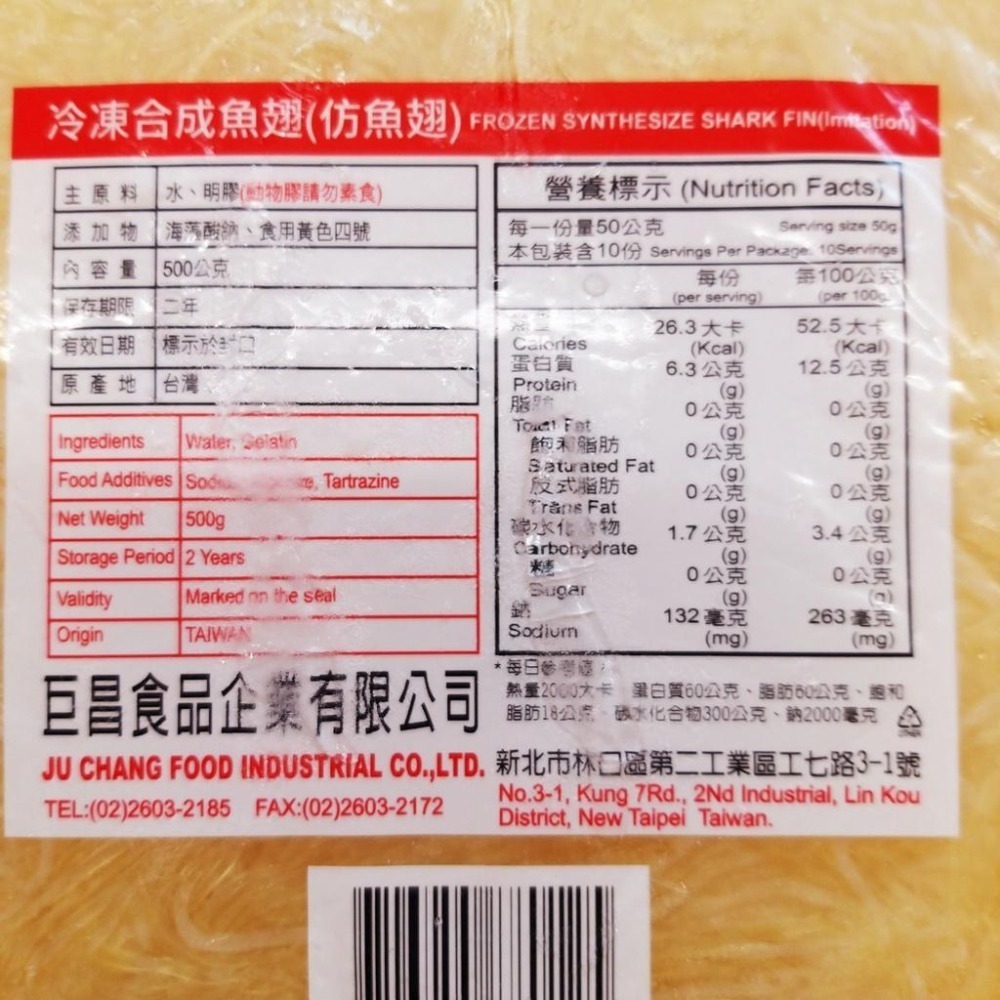 冷凍合成魚翅(仿魚翅) FROZEN SYNTHESIZE SHARK FIN(Imitation)
主原料 水、明膠(動物膠請勿素食)
添加物 海藻酸鈉、食用黃色四號
內容量 500公克
保存期限 二年
有效日期 標示於封口
原產地 台灣
Ingredients Water, Gelatin
Food Additives Tartrazine
Net Weight 500g
Storage Period 2 Years
Validity Marked on the seal
Origin TAIWAN
巨昌食品企業有限公司
JU CHANG FOOD INDUSTRIAL CO.,LTD.
TEL:(02)2603-2185 FAX:(02)2603-2172
營養標示 (Nutrition Facts)
每一份量50公克 Serving size 50g
本包裝含10份 Servings Per Package: 10Servings
每份 每100公克
(per serving) (per 100g)
26.3大卡 52.5大卡
Calories (Kcal) (Kcal)
蛋白質 6.3公克 12.5公克
Protein (g) (g)
脂肪 0公克 0公克
Total Fat (g) (g)
飽和脂肪 0公克 0公克
Saturated Fat (g) (g)
反式脂肪 0公克 0公克
Trans Fat (g) (g)
碳水化合物 1.7公克 3.4公克
Carbohydrate (g) (g)
糖 0公克 0公克
Sugar (g) (g)
鈉 132毫克 263毫克
Sodium (mg) (mg)
*每日參考值:
熱量2000大卡、蛋白質60公克、脂肪60公克、飽和
脂肪18公克、碳水化合物300公克、鈉2000毫克
新北市林口區第二工業區工七路3-1號
No.3-1, Kung 7Rd., 2Nd Industrial, Lin Kou
District, New Taipei Taiwan.